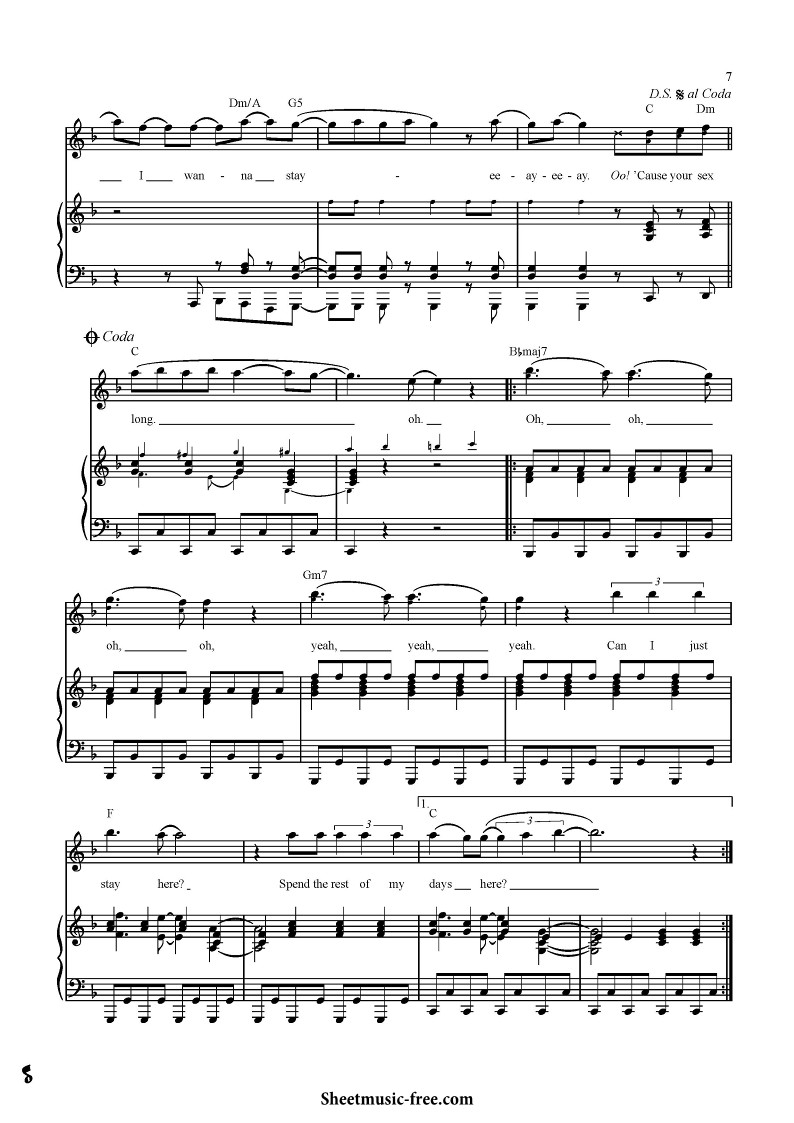 7
D.S. 𝄋 al Coda
Dm/A G5 C Dm
I wan - na stay - ee - ay - ee - ay. Oo! ’Cause your sex
Coda
C B♭maj7
long. oh. Oh, oh,
Gm7
3
oh, oh, yeah, yeah, yeah. Can I just
1.
F C
3 3
stay here? Spend the rest of my days here?
8
Sheetmusic-free.com